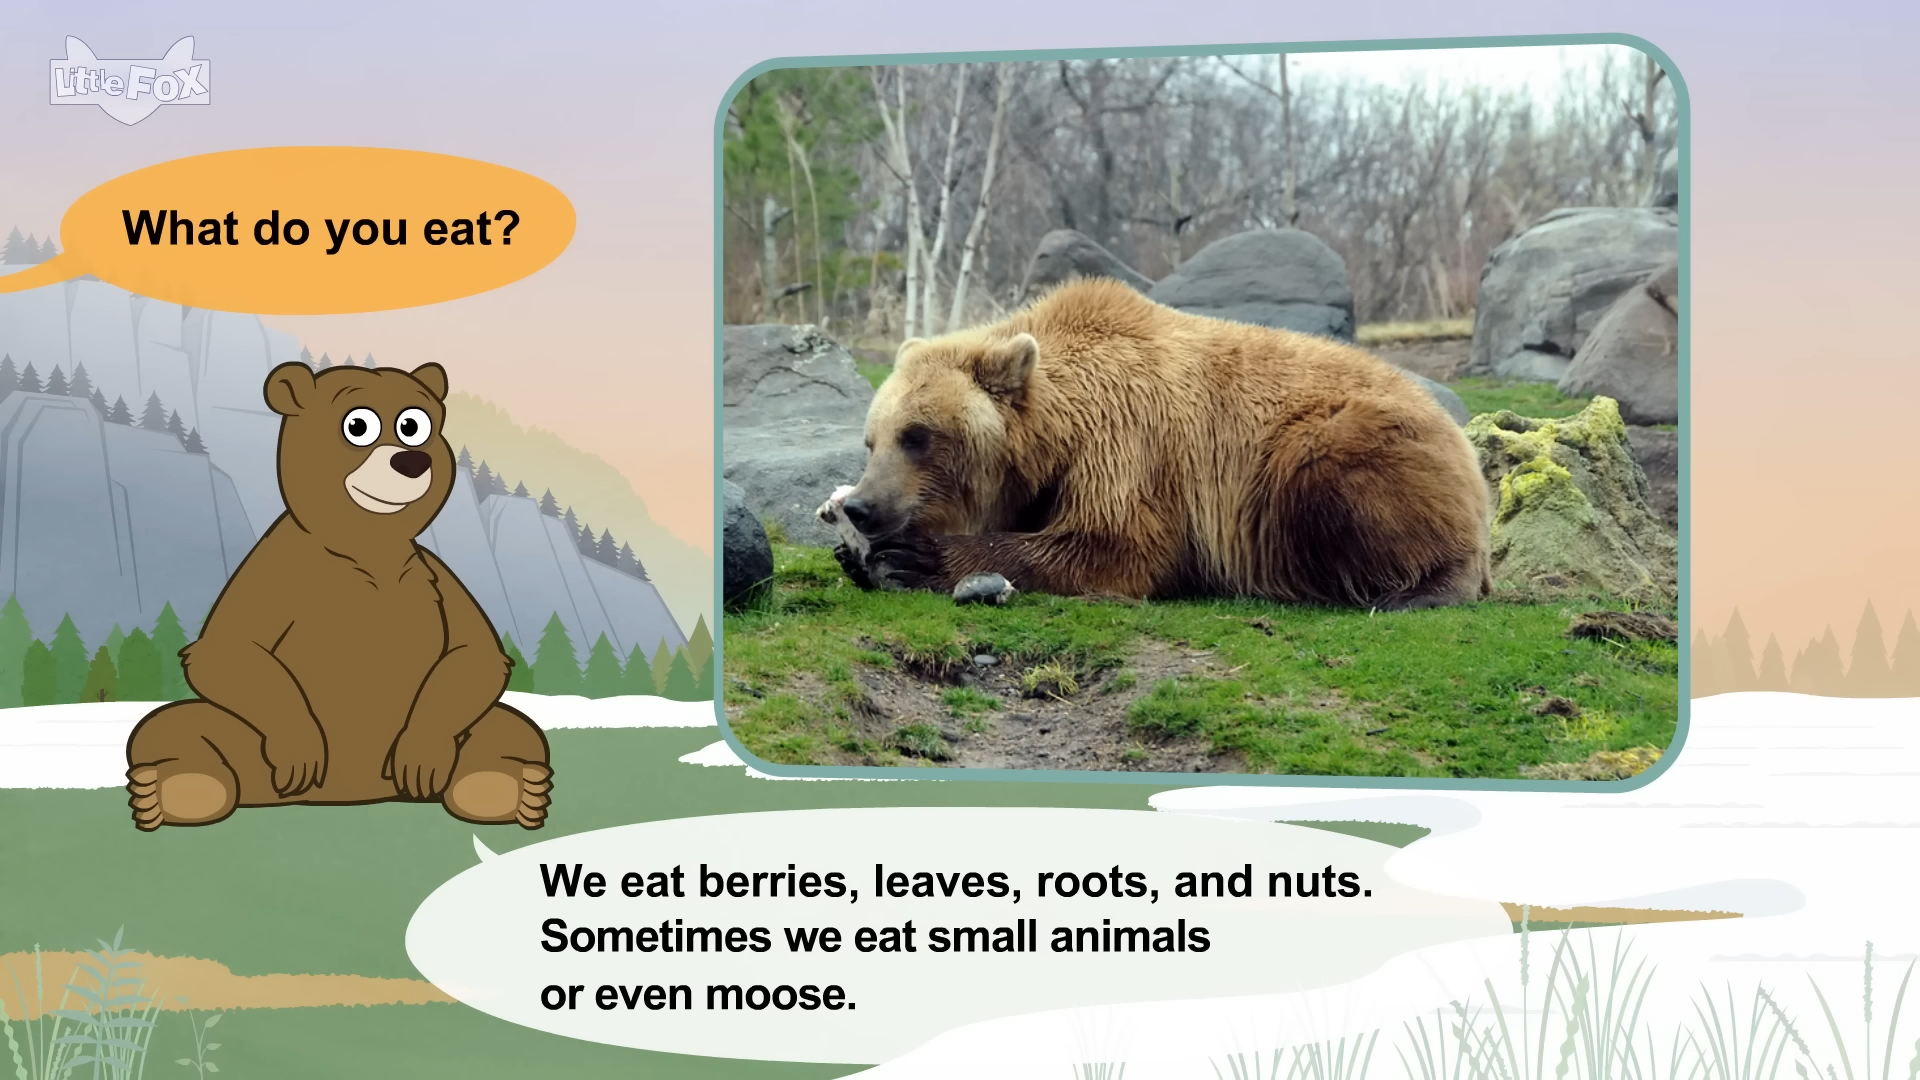 Little Fox
What do you eat?
We eat berries, leaves, roots, and nuts.
Sometimes we eat small animals
or even moose.